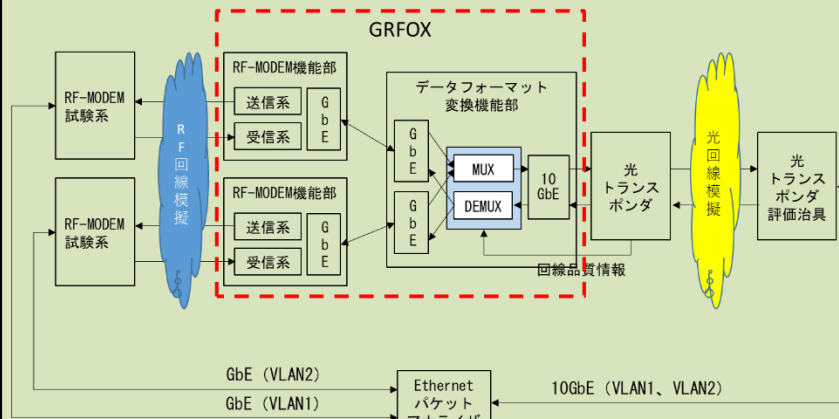 GRFOX
RF-MODEM
試験系
RF回線模擬
RF-MODEM機能部
送信系
受信系
GbE
データフォーマット
変換機能部
GbE
MUX
DEMUX
10
GbE
光
トランス
ポンダ
光回線模擬
光
トランス
ポンダ
評価治具
RF-MODEM
試験系
RF-MODEM機能部
送信系
受信系
GbE
GbE
回線品質情報
GbE (VLAN2)
GbE (VLAN1)
Ethernet
パケット
アナライザ
10GbE (VLAN1、VLAN2)